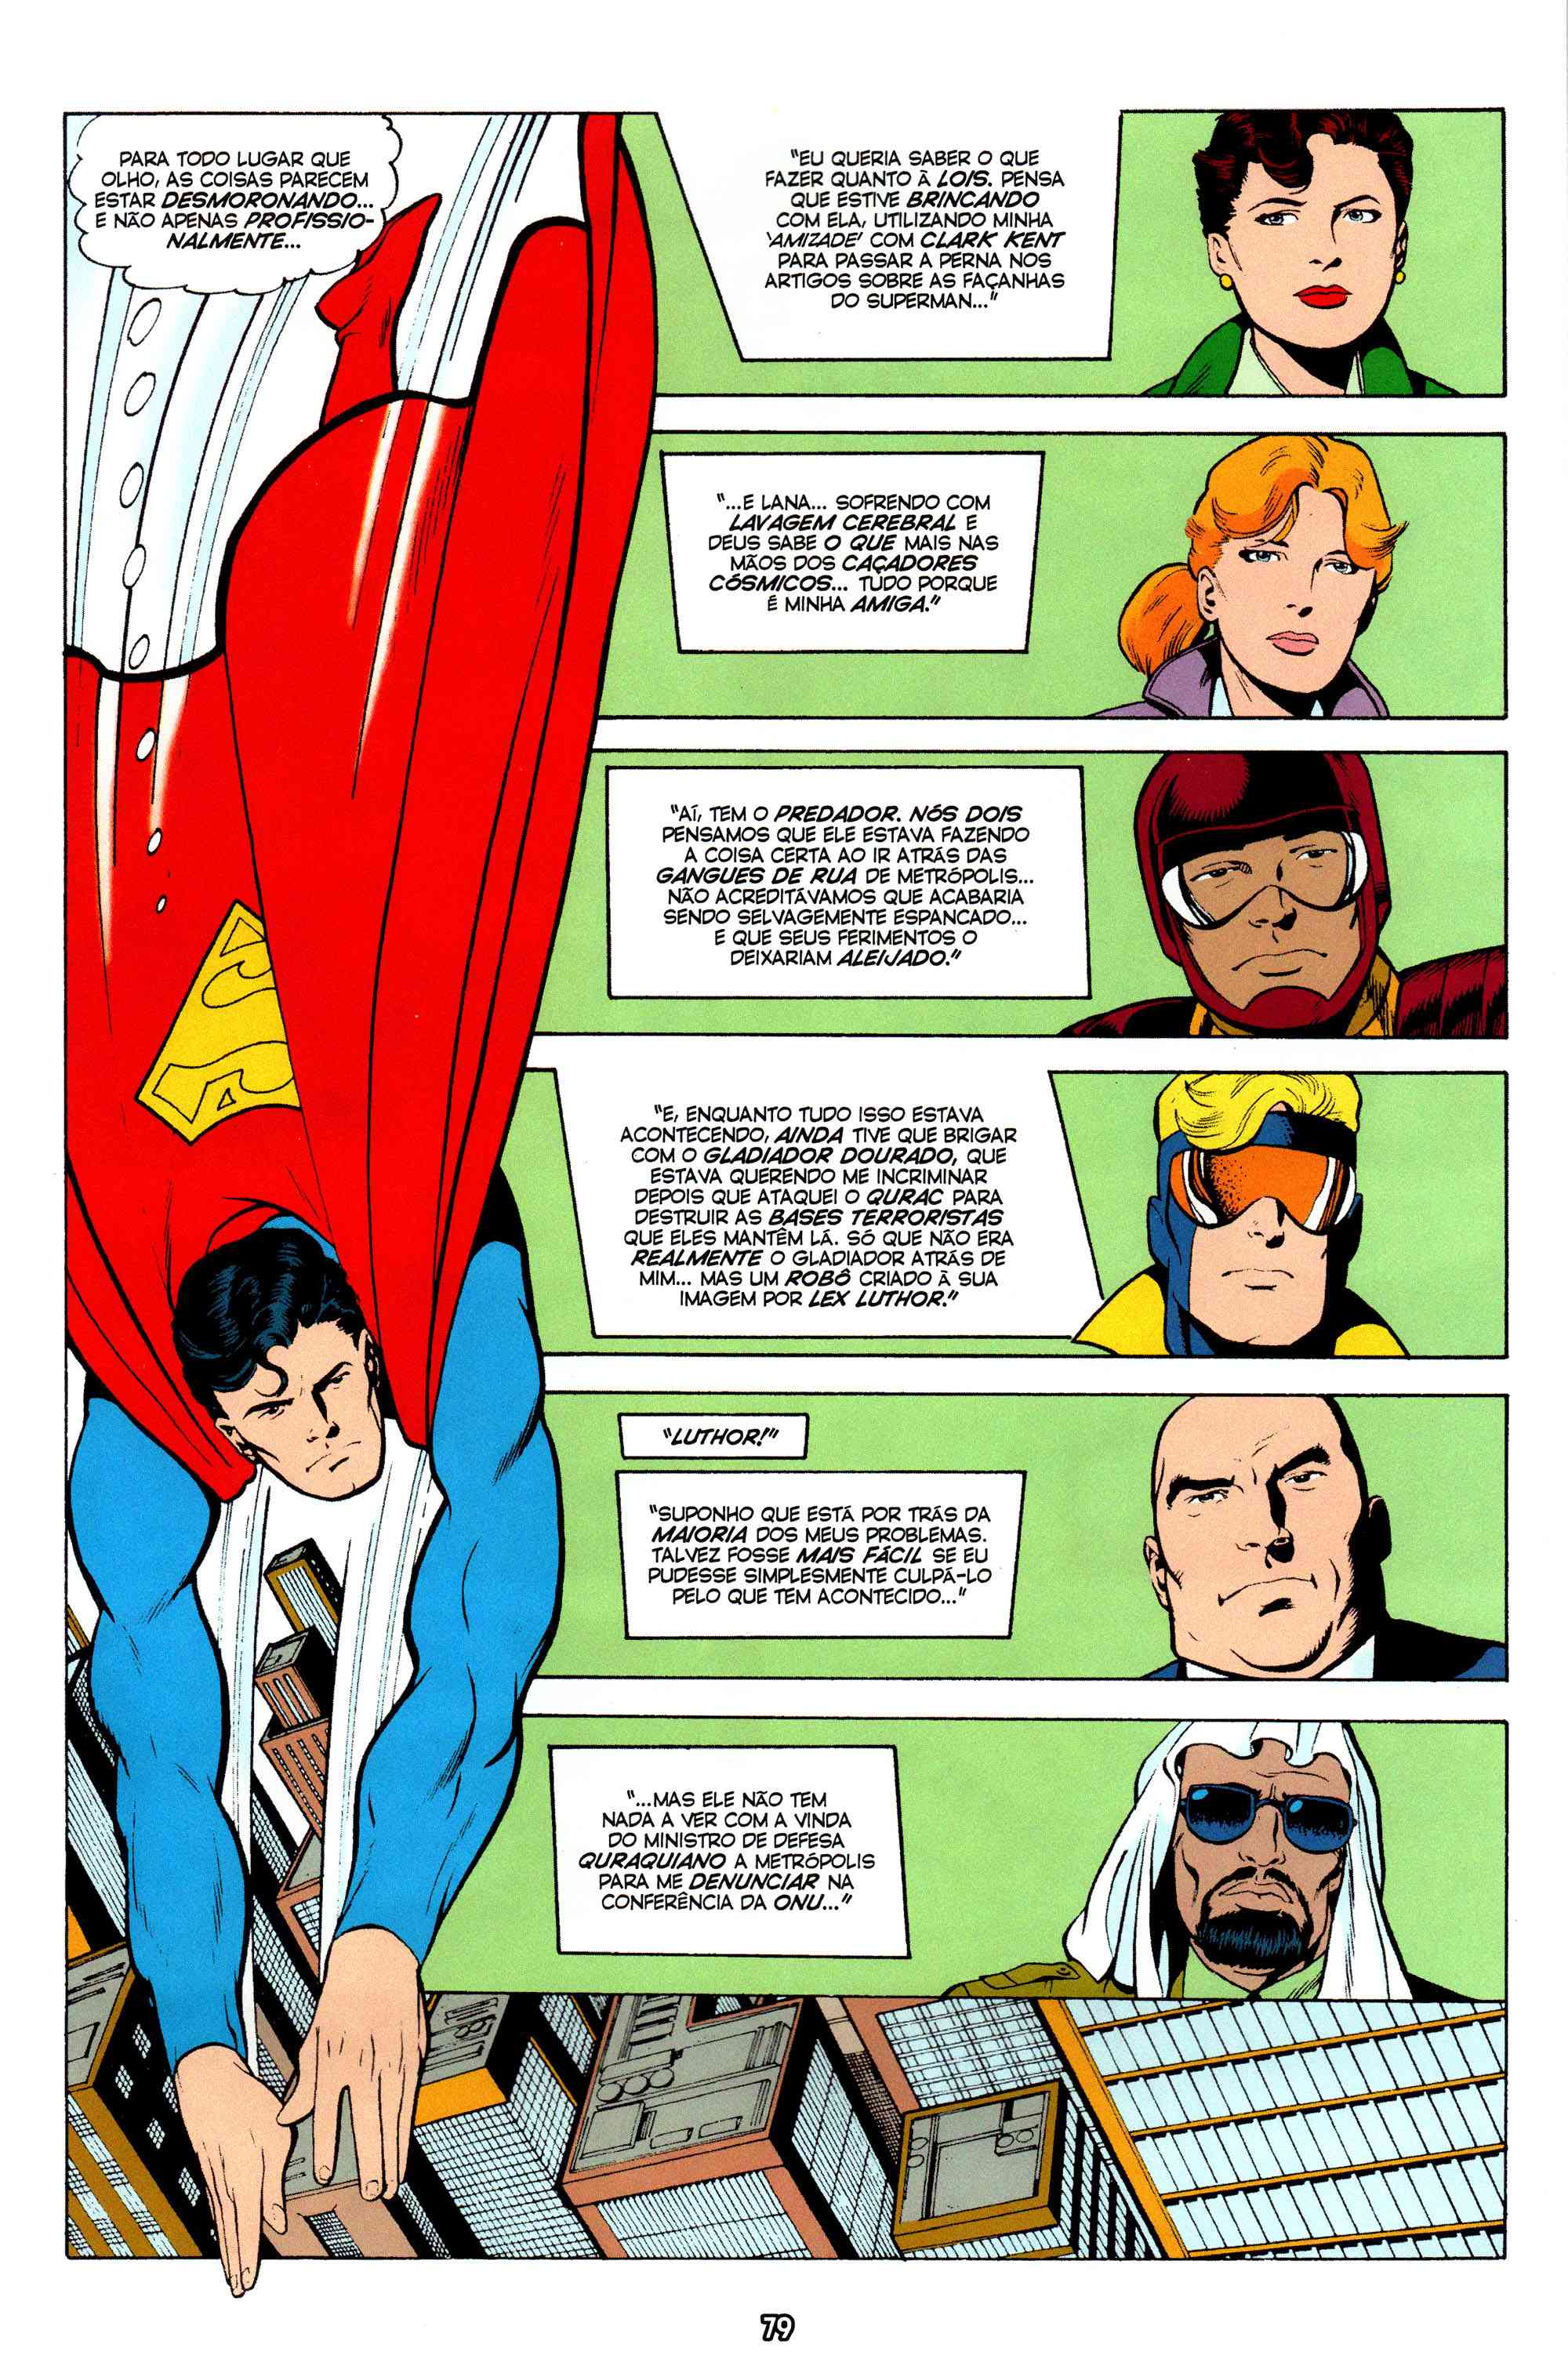 PARA TODO LUGAR QUE
OLHO, AS COISAS PARECEM
ESTAR DESMORONANDO...
E NÃO APENAS PROFISSIO-
NALMENTE...
"EU QUERIA SABER O QUE
FAZER QUANTO À LOIS. PENSA
QUE ESTIVE BRINCANDO
COM ELA, UTILIZANDO MINHA
'AMIZADE' COM CLARK KENT
PARA PASSAR A PERNA NOS
ARTIGOS SOBRE AS FAÇANHAS
DO SUPERMAN..."
"...E LANA... SOFRENDO COM
LAVAGEM CEREBRAL E
DEUS SABE O QUE MAIS NAS
MÃOS DOS CAÇADORES
CÓSMICOS... TUDO PORQUE
É MINHA AMIGA."
"AÍ, TEM O PREDADOR. NÓS DOIS
PENSAMOS QUE ELE ESTAVA FAZENDO
A COISA CERTA AO IR ATRÁS DAS
GANGUES DE RUA DE METRÓPOLIS...
NÃO ACREDITÁVAMOS QUE ACABARIA
SENDO SELVAGEMENTE ESPANCADO...
E QUE SEUS FERIMENTOS O
DEIXARIAM ALEIJADO."
"E, ENQUANTO TUDO ISSO ESTAVA
ACONTECENDO, AINDA TIVE QUE BRIGAR
COM O GLADIADOR DOURADO, QUE
ESTAVA QUERENDO ME INCRIMINAR
DEPOIS QUE ATAQUEI O QURAC PARA
DESTRUIR AS BASES TERRORISTAS
QUE ELES MANTÊM LÁ. SÓ QUE NÃO ERA
REALMENTE O GLADIADOR ATRÁS DE
MIM... MAS UM ROBÔ CRIADO À SUA
IMAGEM POR LEX LUTHOR."
"LUTHOR!"
"SUPONHO QUE ESTÁ POR TRÁS DA
MAIORIA DOS MEUS PROBLEMAS.
TALVEZ FOSSE MAIS FÁCIL SE EU
PUDESSE SIMPLESMENTE CULPÁ-LO
PELO QUE TEM ACONTECIDO..."
"...MAS ELE NÃO TEM
NADA A VER COM A VINDA
DO MINISTRO DE DEFESA
QURAQUIANO A METRÓPOLIS
PARA ME DENUNCIAR NA
CONFERÊNCIA DA ONU..."
79